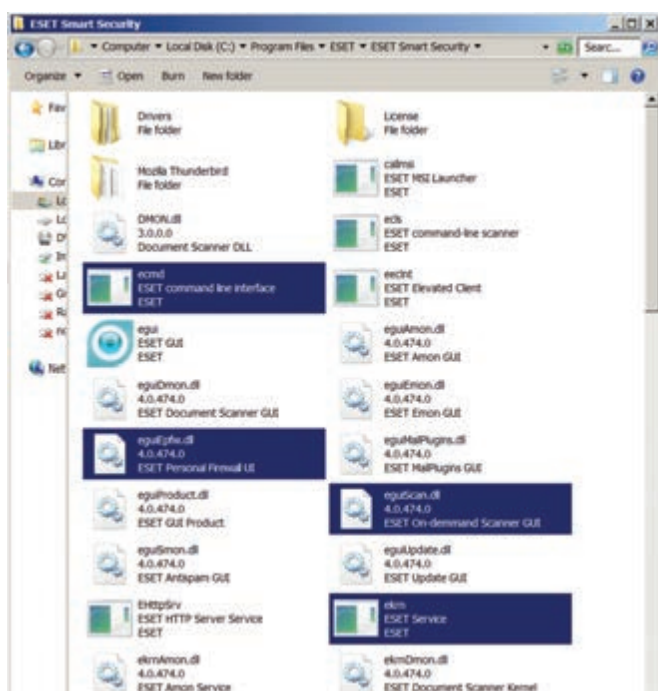 ESET Smart Security
Computer Local Disk (C:) Program Files ESET ESET Smart Security
Searc...
Organize Open Burn New folder
Fav
Libr
Con
Net
Drivers
File folder
License
File folder
Mozilla Thunderbird
File folder
callmsi
ESET MSI Launcher
ESET
DMON.dll
3.0.0.0
Document Scanner DLL
ecls
ESET command-line scanner
ESET
ecmd
ESET command line interface
ESET
eeclnt
ESET Elevated Client
ESET
egui
ESET GUI
ESET
eguiAmon.dll
4.0.474.0
ESET Amon GUI
eguiDmon.dll
4.0.474.0
ESET Document Scanner GUI
eguiEmon.dll
4.0.474.0
ESET Emon GUI
eguiEpfw.dll
4.0.474.0
ESET Personal Firewall UI
eguiMailPlugins.dll
4.0.474.0
ESET MailPlugins GUI
eguiProduct.dll
4.0.474.0
ESET GUI Product
eguiScan.dll
4.0.474.0
ESET On-demmand Scanner GUI
eguiSmon.dll
4.0.474.0
ESET Antispam GUI
eguiUpdate.dll
4.0.474.0
ESET Update GUI
EHttpSrv
ESET HTTP Server Service
ESET
ekrn
ESET Service
ESET
ekrnAmon.dll
4.0.474.0
ESET Amon Service
ekrnDmon.dll
4.0.474.0
ESET Document Scanner Kernel